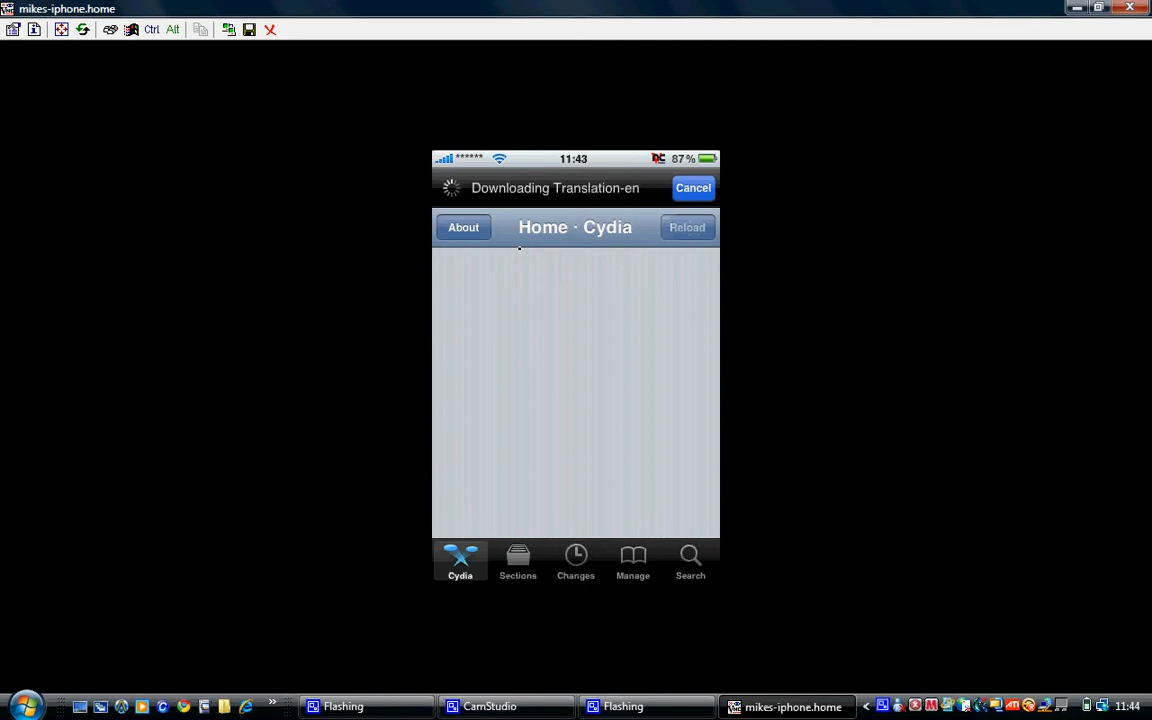 mikes-iphone.home
Ctrl Alt
****** 11:43 87%
Downloading Translation-en Cancel
About Home · Cydia Reload
Cydia Sections Changes Manage Search
Flashing CamStudio Flashing mikes-iphone.home 11:44